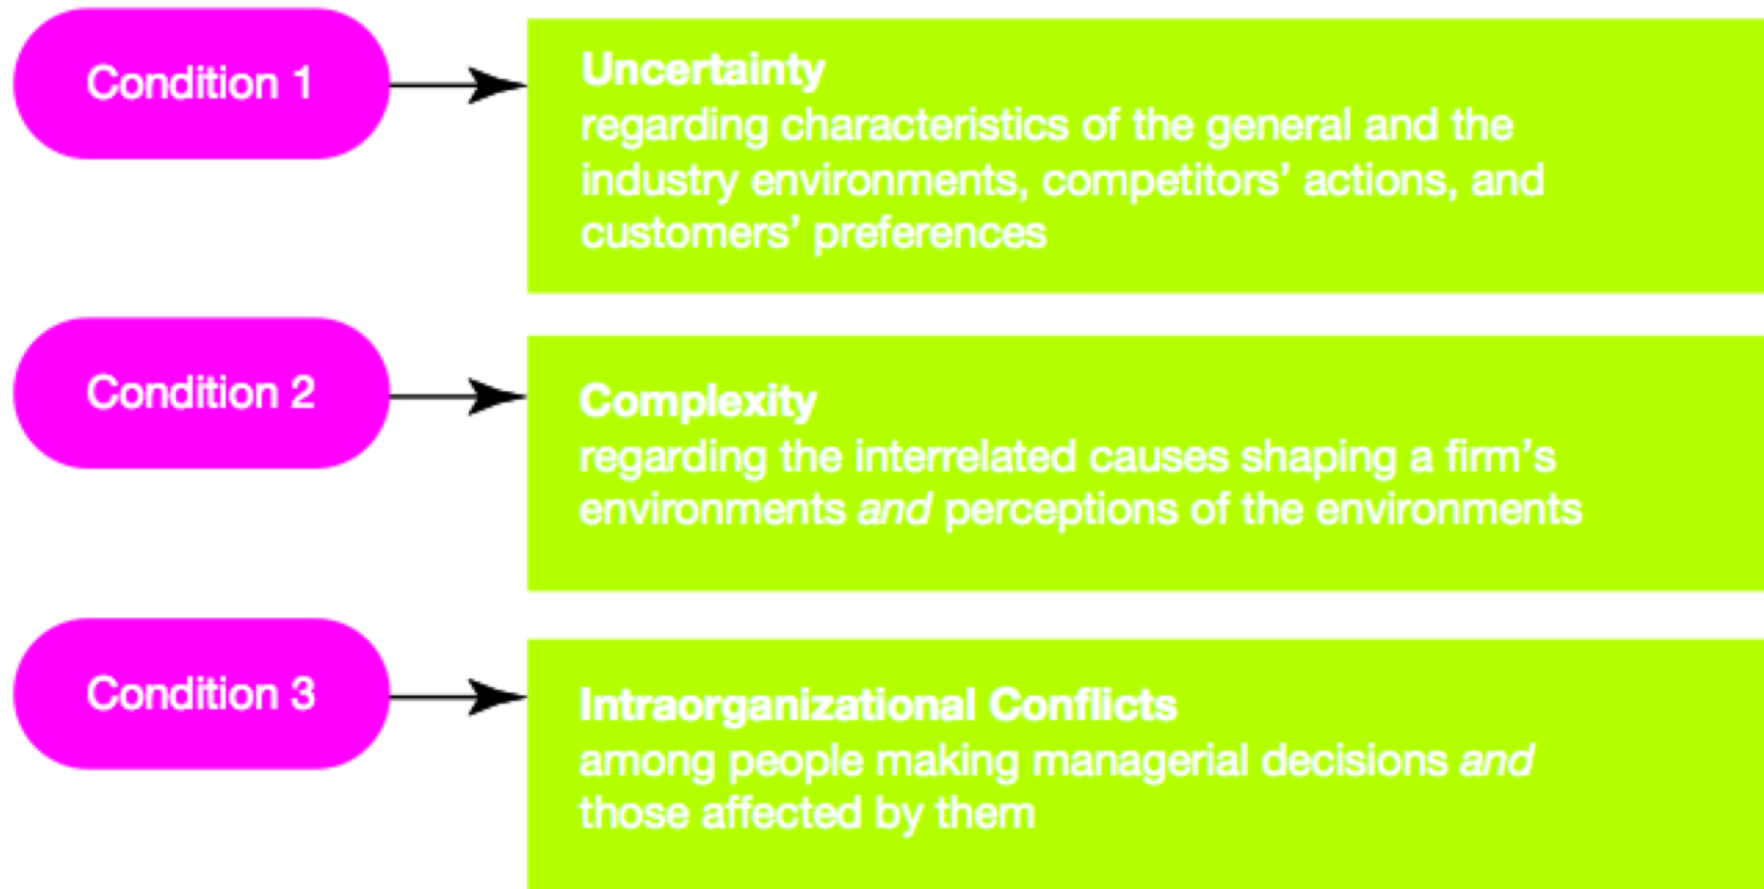 Condition 1
Uncertainty
regarding characteristics of the general and the
industry environments, competitors’ actions, and
customers’ preferences
Condition 2
Complexity
regarding the interrelated causes shaping a firm’s
environments and perceptions of the environments
Condition 3
Intraorganizational Conflicts
among people making managerial decisions and
those affected by them